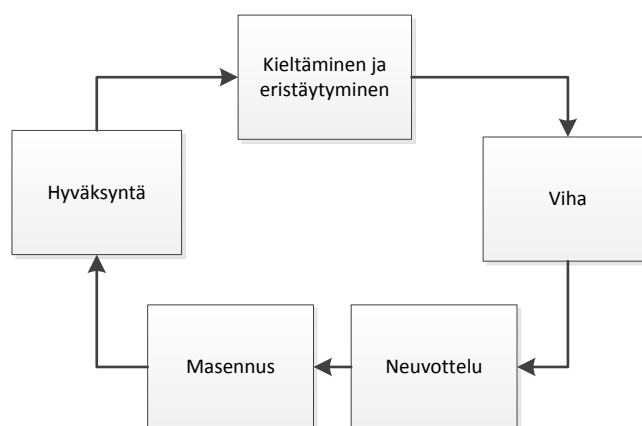 Kieltäminen ja
eristäytyminen
Viha
Neuvottelu
Masennus
Hyväksyntä